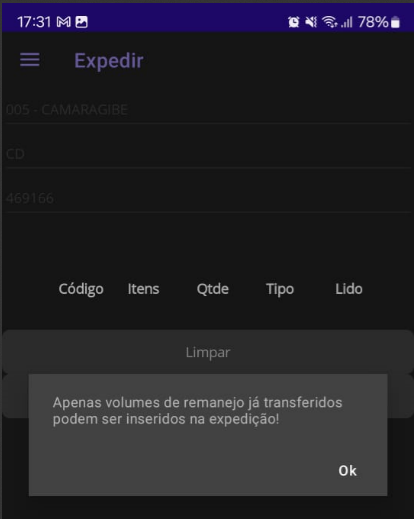 17:31 78%
Expedir
005 - CAMARAGIBE
CD
469166
Código Itens Qtde Tipo Lido
Limpar
Apenas volumes de remanejo já transferidos
podem ser inseridos na expedição!
Ok